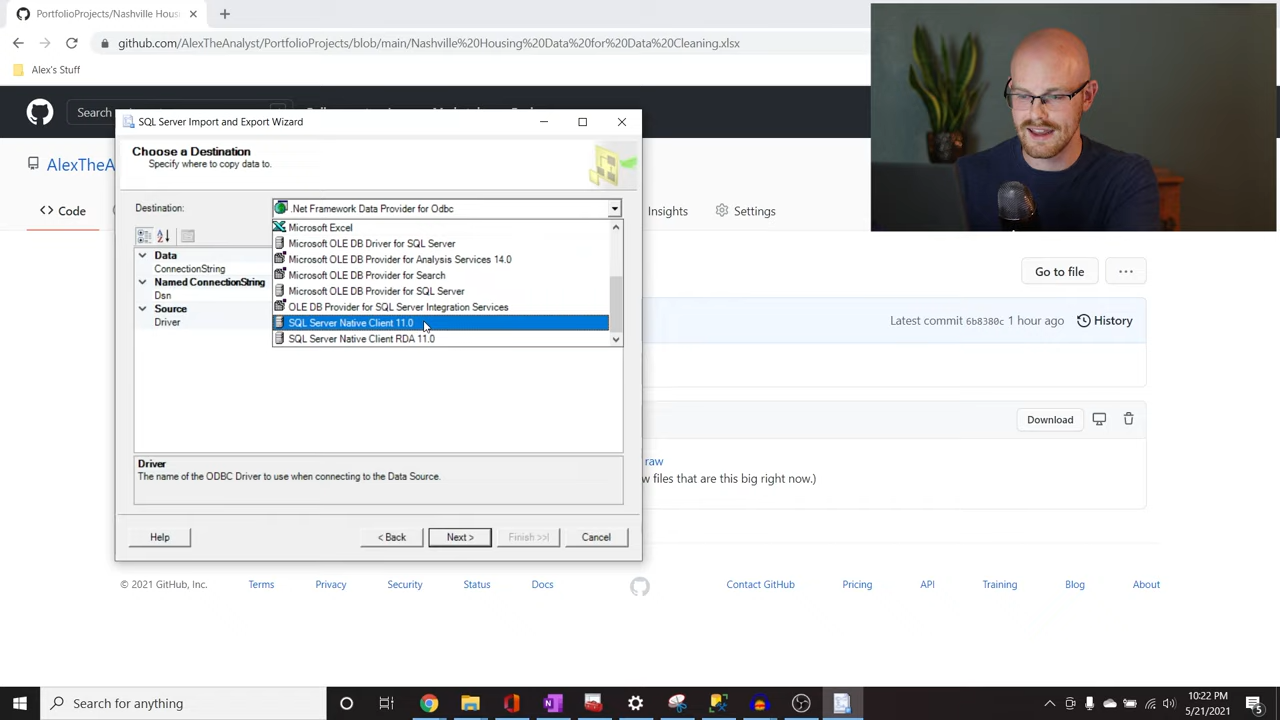 PortfolioProjects/Nashville Hous
github.com/AlexTheAnalyst/PortfolioProjects/blob/main/Nashville%20Housing%20Data%20for%20Data%20Cleaning.xlsx
Alex's Stuff
Search
SQL Server Import and Export Wizard
Choose a Destination
Specify where to copy data to.
AlexTheA
Destination:
.Net Framework Data Provider for Odbc
<> Code
Insights
Settings
Microsoft Excel
Microsoft OLE DB Driver for SQL Server
Microsoft OLE DB Provider for Analysis Services 14.0
Microsoft OLE DB Provider for Search
Microsoft OLE DB Provider for SQL Server
OLE DB Provider for SQL Server Integration Services
SQL Server Native Client 11.0
SQL Server Native Client RDA 11.0
Data
ConnectionString
Named ConnectionString
Dsn
Source
Driver
Go to file
...
Latest commit 6b8380c 1 hour ago
History
Download
raw
w files that are this big right now.)
Driver
The name of the ODBC Driver to use when connecting to the Data Source.
Help
< Back
Next >
Finish >>|
Cancel
© 2021 GitHub, Inc.
Terms
Privacy
Security
Status
Docs
Contact GitHub
Pricing
API
Training
Blog
About
Search for anything
10:22 PM
5/21/2021
5